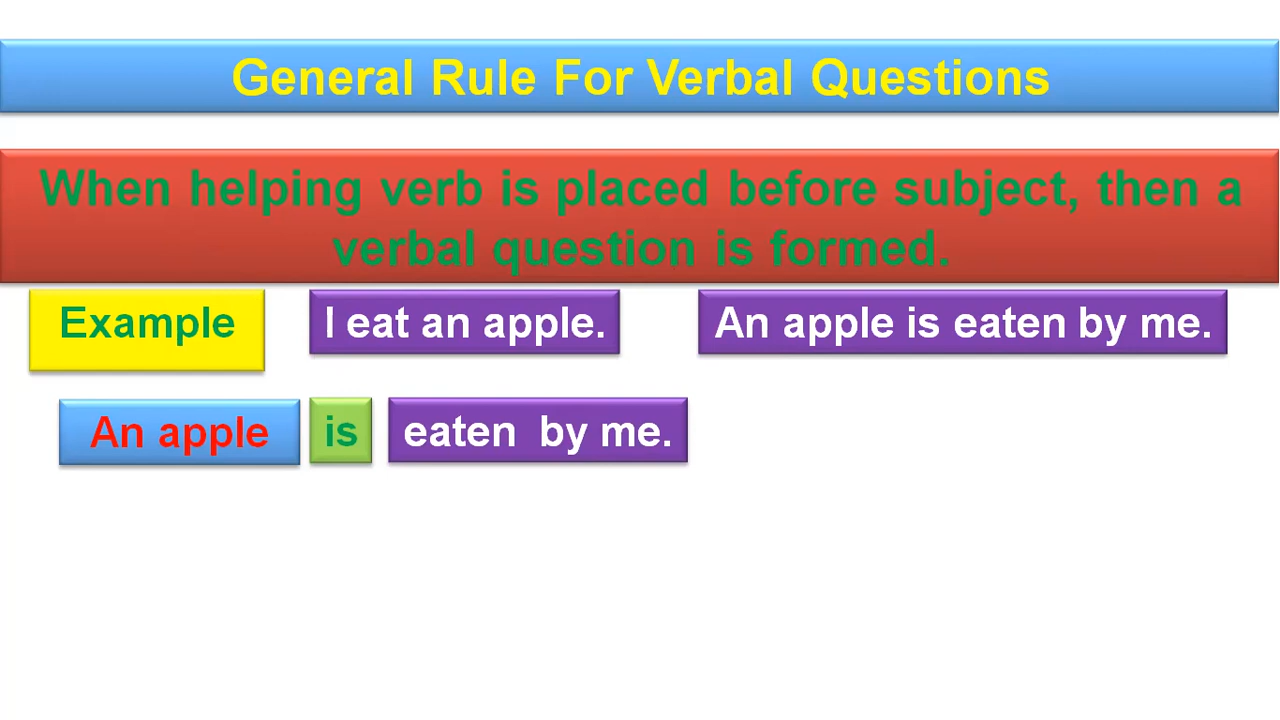 General Rule For Verbal Questions
When helping verb is placed before subject, then a
verbal question is formed.
Example I eat an apple. An apple is eaten by me.
An apple is eaten by me.